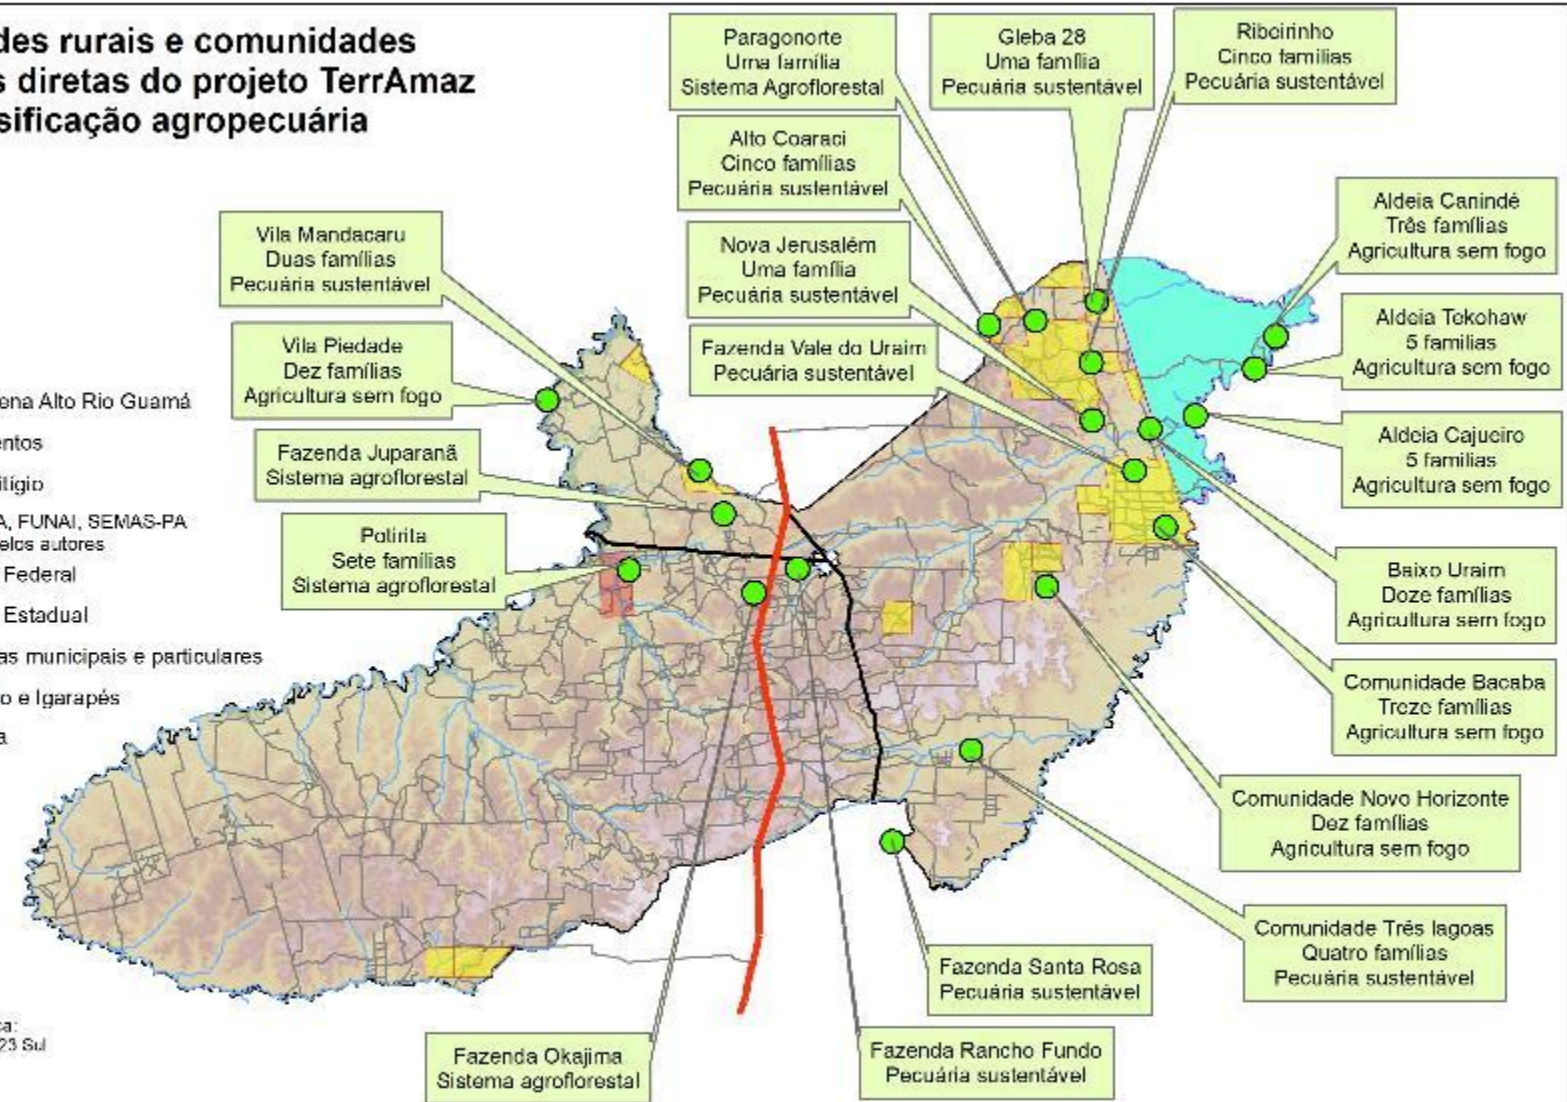 des rurais e comunidades
s diretas do projeto TerrAmaz
sificação agropecuária
Paragonorte
Uma família
Sistema Agroflorestal
Gleba 28
Uma família
Pecuária sustentável
Ribeirinho
Cinco famílias
Pecuária sustentável
Alto Coaraci
Cinco famílias
Pecuária sustentável
Vila Mandacaru
Duas famílias
Pecuária sustentável
Nova Jerusalém
Uma família
Pecuária sustentável
Aldeia Canindé
Três famílias
Agricultura sem fogo
Vila Piedade
Dez famílias
Agricultura sem fogo
Fazenda Vale do Uraim
Pecuária sustentável
Aldeia Tekohaw
5 famílias
Agricultura sem fogo
Fazenda Juparanã
Sistema agroflorestal
Aldeia Cajueiro
5 famílias
Agricultura sem fogo
Potirita
Sete famílias
Sistema agroflorestal
Baixo Uraim
Doze famílias
Agricultura sem fogo
Comunidade Bacaba
Treze famílias
Agricultura sem fogo
Comunidade Novo Horizonte
Dez famílias
Agricultura sem fogo
Comunidade Três lagoas
Quatro famílias
Pecuária sustentável
Fazenda Santa Rosa
Pecuária sustentável
Fazenda Okajima
Sistema agroflorestal
Fazenda Rancho Fundo
Pecuária sustentável
ena Alto Rio Guamá
entos
itígio
A, FUNAI, SEMAS-PA
elos autores
Federal
Estadual
as municipais e particulares
o e Igarapés
a
ca:
23 Sul